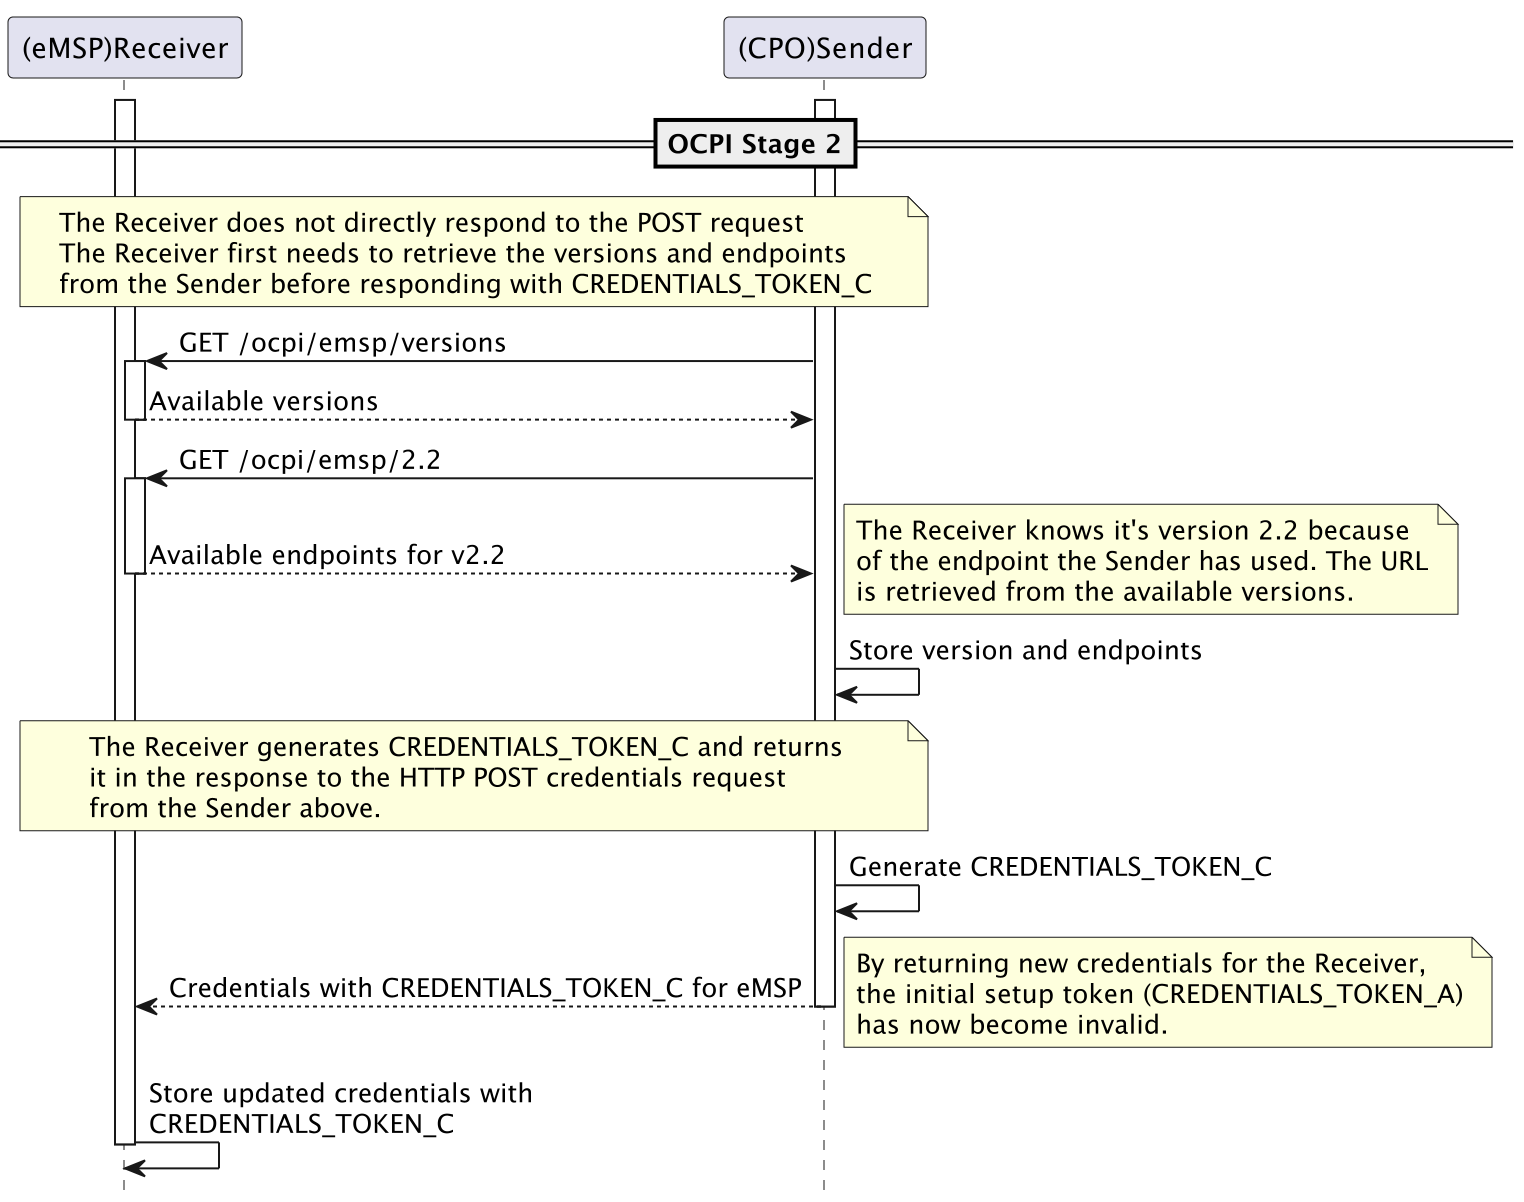 (eMSP)Receiver
(CPO)Sender
OCPI Stage 2
The Receiver does not directly respond to the POST request
The Receiver first needs to retrieve the versions and endpoints
from the Sender before responding with CREDENTIALS_TOKEN_C
GET /ocpi/emsp/versions
Available versions
GET /ocpi/emsp/2.2
The Receiver knows it's version 2.2 because
of the endpoint the Sender has used. The URL
is retrieved from the available versions.
Available endpoints for v2.2
Store version and endpoints
The Receiver generates CREDENTIALS_TOKEN_C and returns
it in the response to the HTTP POST credentials request
from the Sender above.
Generate CREDENTIALS_TOKEN_C
By returning new credentials for the Receiver,
the initial setup token (CREDENTIALS_TOKEN_A)
has now become invalid.
Credentials with CREDENTIALS_TOKEN_C for eMSP
Store updated credentials with
CREDENTIALS_TOKEN_C